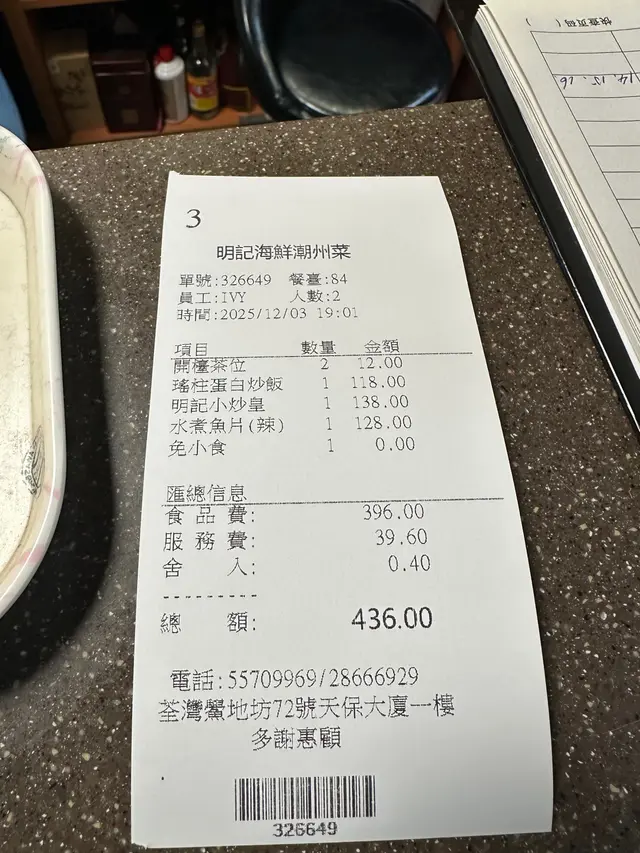 3
明記海鮮潮州菜
單號:326649 餐臺:84
員工:IVY 人數:2
時間:2025/12/03 19:01
項目 數量 金額
開檯茶位 2 12.00
瑤柱蛋白炒飯 1 118.00
明記小炒皇 1 138.00
水煮魚片(辣) 1 128.00
免小食 1 0.00
匯總信息
食品費: 396.00
服務費: 39.60
舍入: 0.40
---------
總額: 436.00
電話:55709969/28666929
荃灣鱟地坊72號天保大廈一樓
多謝惠顧
326649
14. 15. 16